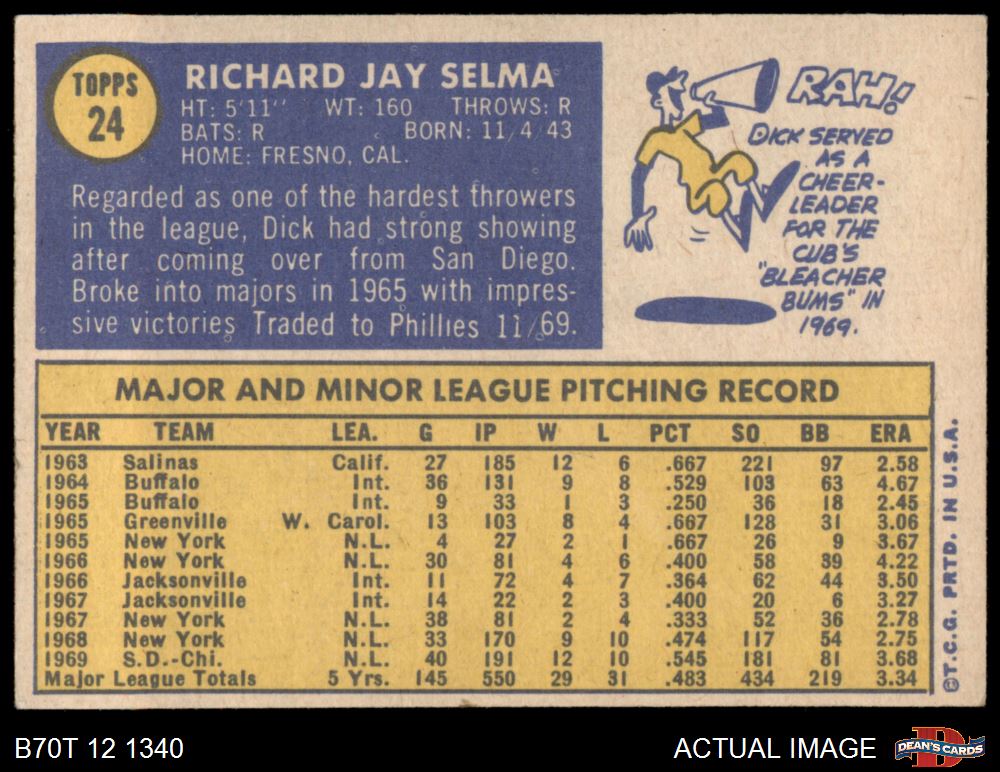 TOPPS
24
RICHARD JAY SELMA
HT: 5'11" WT: 160 THROWS: R
BATS: R BORN: 11/4/43
HOME: FRESNO, CAL.
Regarded as one of the hardest throwers
in the league, Dick had strong showing
after coming over from San Diego.
Broke into majors in 1965 with impres-
sive victories Traded to Phillies 11/69.
RAH!
DICK SERVED
AS A
CHEER-
LEADER
FOR THE
CUB'S
"BLEACHER
BUMS" IN
1969.
MAJOR AND MINOR LEAGUE PITCHING RECORD
YEAR TEAM LEA. G IP W L PCT SO BB ERA
1963 Salinas Calif. 27 185 12 6 .667 221 97 2.58
1964 Buffalo Int. 36 131 9 8 .529 103 63 4.67
1965 Buffalo Int. 9 33 1 3 .250 36 18 2.45
1965 Greenville W. Carol. 13 103 8 4 .667 128 31 3.06
1965 New York N.L. 4 27 2 1 .667 26 9 3.67
1966 New York N.L. 30 81 4 6 .400 58 39 4.22
1966 Jacksonville Int. 11 72 4 7 .364 62 44 3.50
1967 Jacksonville Int. 14 22 2 3 .400 20 6 3.27
1967 New York N.L. 38 81 2 4 .333 52 36 2.78
1968 New York N.L. 33 170 9 10 .474 117 54 2.75
1969 S.D.-Chi. N.L. 40 191 12 10 .545 181 81 3.68
Major League Totals 5 Yrs. 145 550 29 31 .483 434 219 3.34
©T.C.G. PRTD. IN U.S.A.
B70T 12 1340
ACTUAL IMAGE
D
DEAN'S CARDS